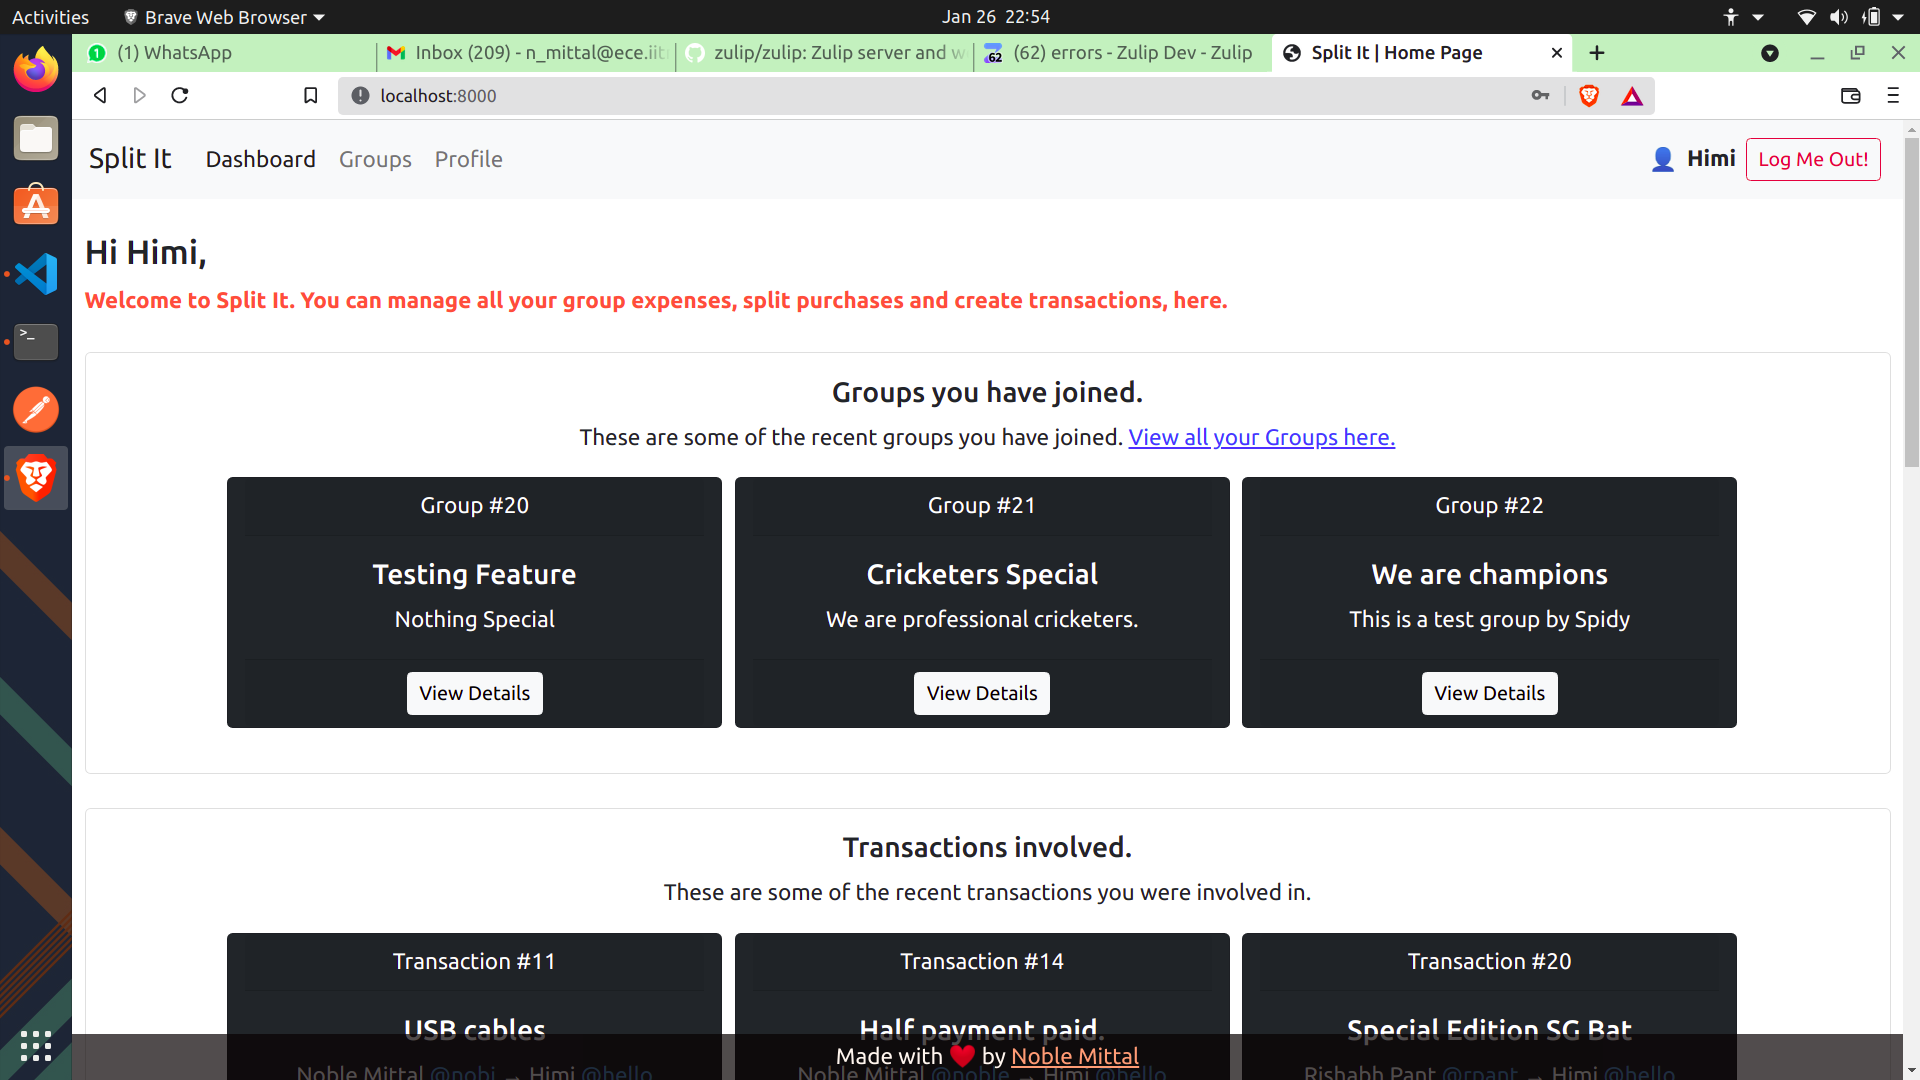 Activities Brave Web Browser Jan 26 22:54
(1) WhatsApp Inbox (209) - n_mittal@ece.iit zulip/zulip: Zulip server and w (62) errors - Zulip Dev - Zulip Split It | Home Page
localhost:8000
Split It Dashboard Groups Profile Himi Log Me Out!
Hi Himi,
Welcome to Split It. You can manage all your group expenses, split purchases and create transactions, here.
Groups you have joined.
These are some of the recent groups you have joined. View all your Groups here.
Group #20 Group #21 Group #22
Testing Feature Cricketers Special We are champions
Nothing Special We are professional cricketers. This is a test group by Spidy
View Details View Details View Details
Transactions involved.
These are some of the recent transactions you were involved in.
Transaction #11 Transaction #14 Transaction #20
USB cables Half payment paid. Special Edition SG Bat
Made with ❤ by Noble Mittal
Noble Mittal @nobi → Himi @hello Noble Mittal @noble → Himi @hello Rishabh Pant @rpant → Himi @hello